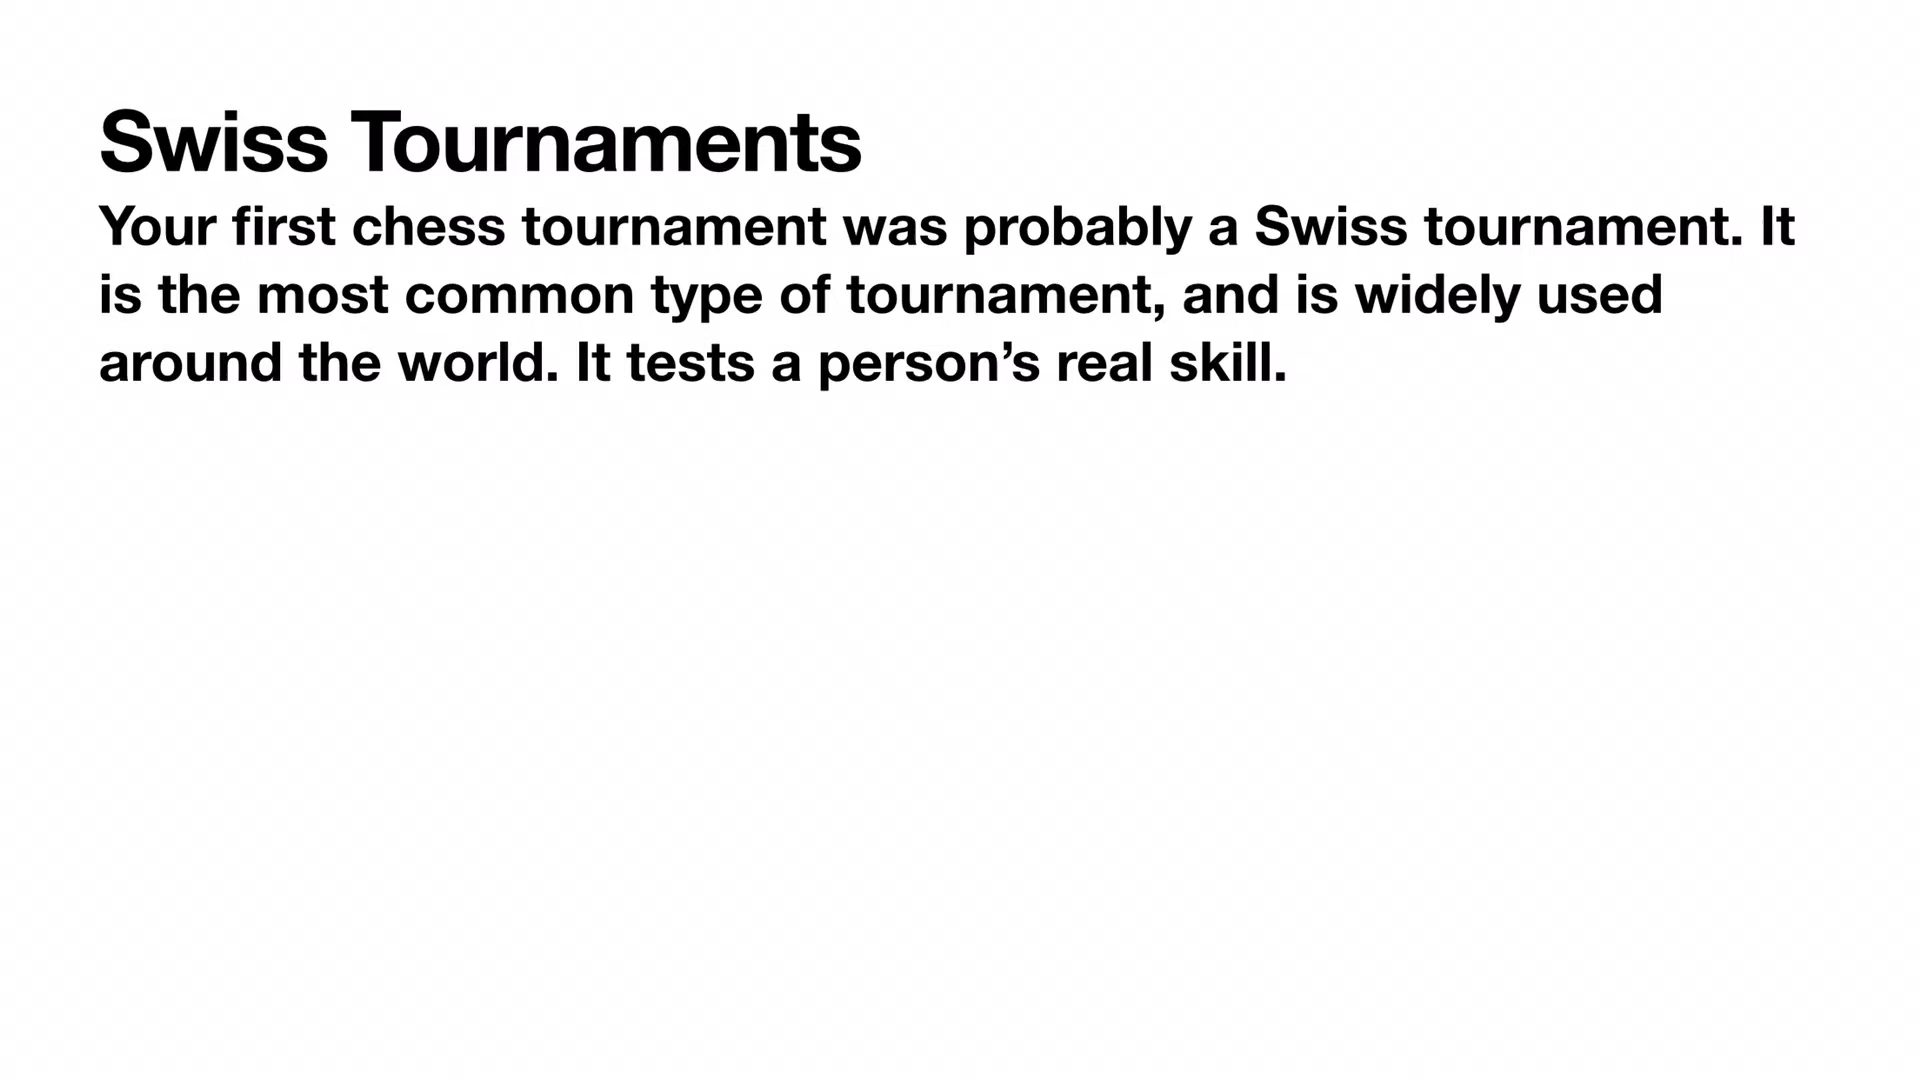 Swiss Tournaments
Your first chess tournament was probably a Swiss tournament. It
is the most common type of tournament, and is widely used
around the world. It tests a person’s real skill.